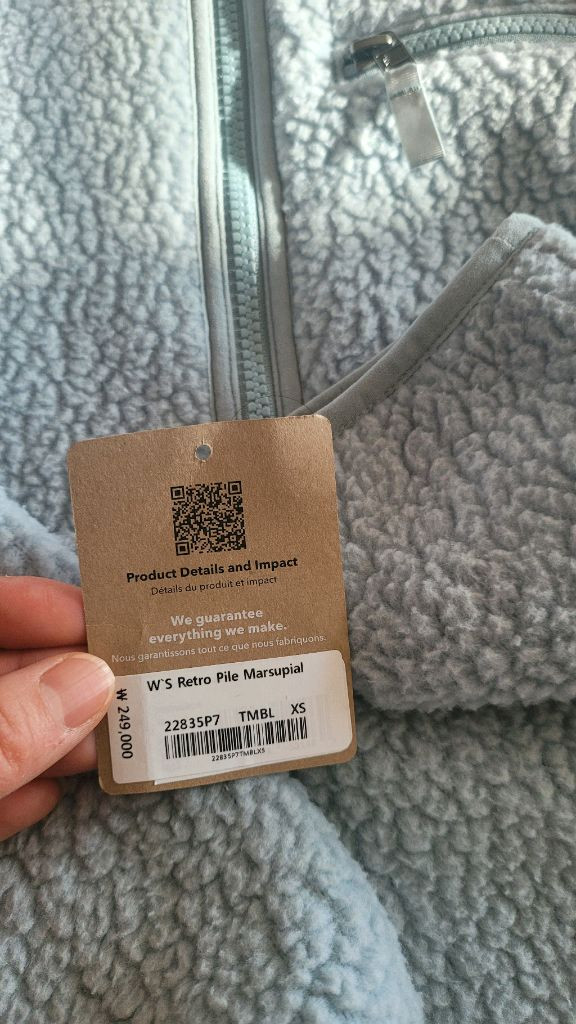 Product Details and Impact
Détails du produit et impact
We guarantee
everything we make.
Nous garantissons tout ce que nous fabriquons.
W`S Retro Pile Marsupial
₩ 249,000
22835P7 TMBL XS
22835P7TMBLXS